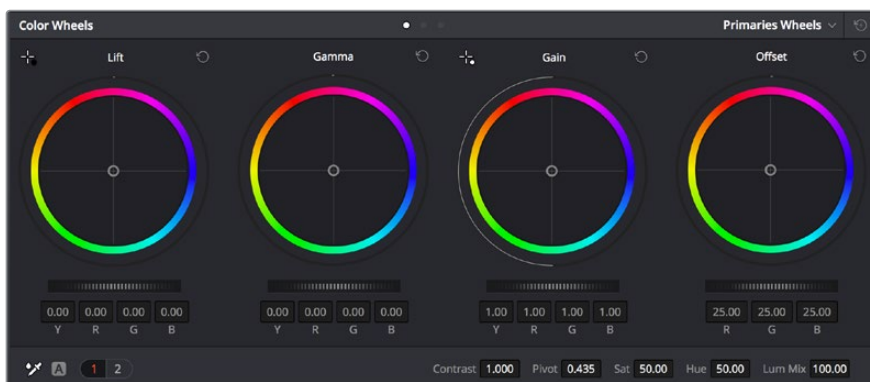 Color Wheels Primaries Wheels
Lift Gamma Gain Offset
0.00 0.00 0.00 0.00 0.00 0.00 0.00 0.00 1.00 1.00 1.00 1.00 25.00 25.00 25.00
Y R G B Y R G B Y R G B R G B
A 1 2 Contrast 1.000 Pivot 0.435 Sat 50.00 Hue 50.00 Lum Mix 100.00